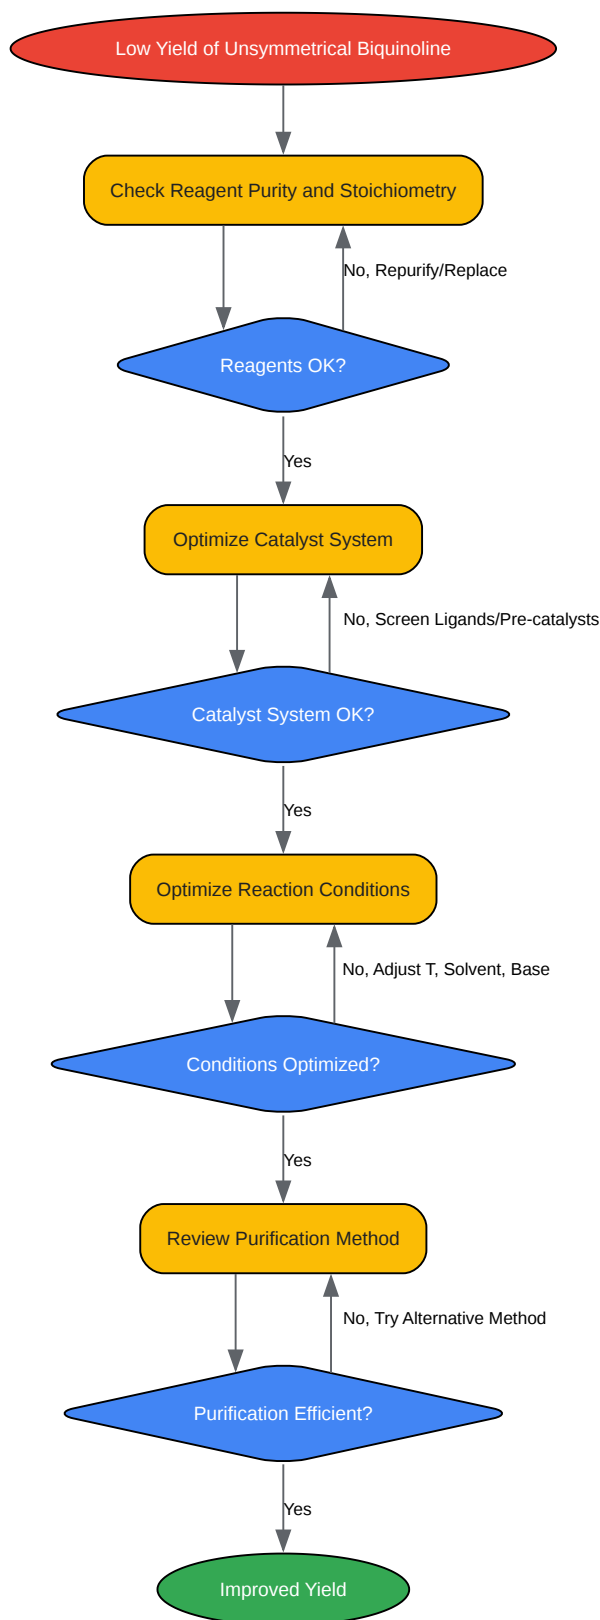 Low Yield of Unsymmetrical Biquinoline
Check Reagent Purity and Stoichiometry
No, Repurify/Replace
Reagents OK?
Yes
Optimize Catalyst System
No, Screen Ligands/Pre-catalysts
Catalyst System OK?
Yes
Optimize Reaction Conditions
No, Adjust T, Solvent, Base
Conditions Optimized?
Yes
Review Purification Method
No, Try Alternative Method
Purification Efficient?
Yes
Improved Yield